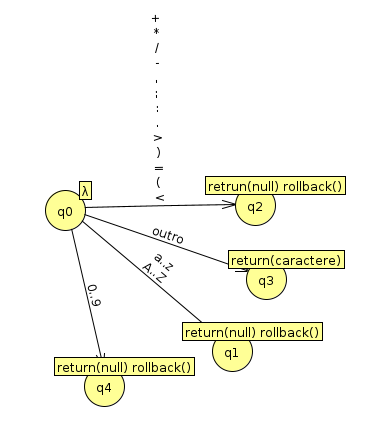 +
*
/
-
,
;
:
.
>
)
=
(
<
λ
q0
retrun(null) rollback()
q2
outro
return(caractere)
q3
a..z
A..Z
return(null) rollback()
q1
0..9
return(null) rollback()
q4